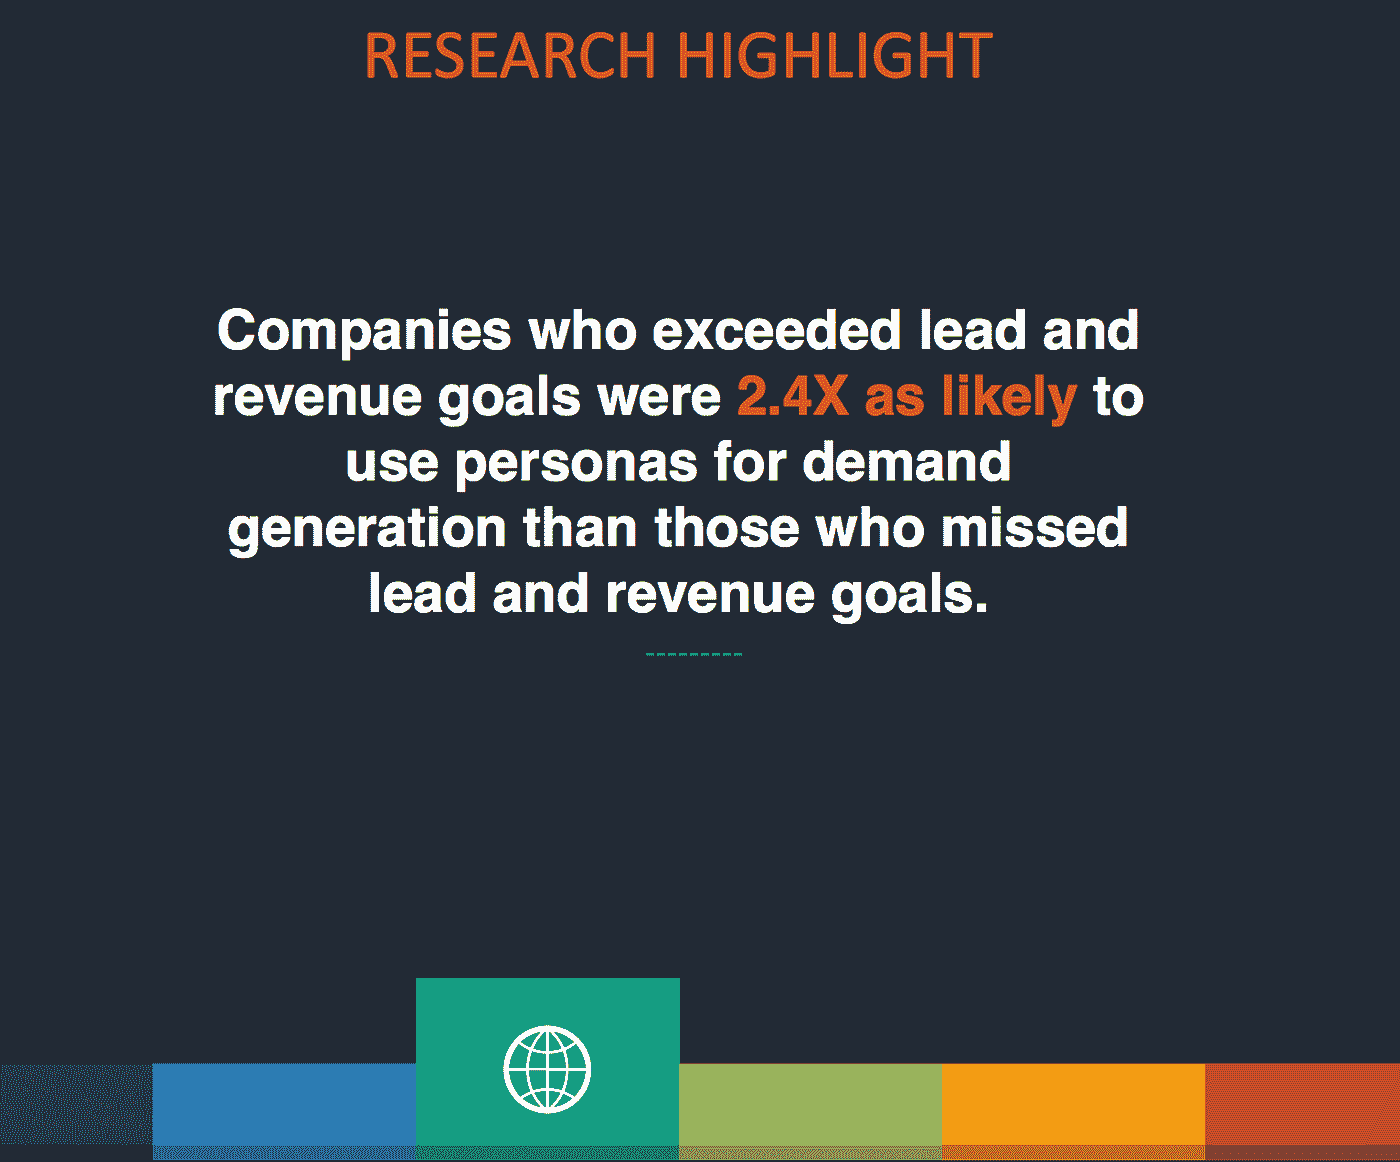 RESEARCH HIGHLIGHT
Companies who exceeded lead and
revenue goals were 2.4X as likely to
use personas for demand
generation than those who missed
lead and revenue goals.